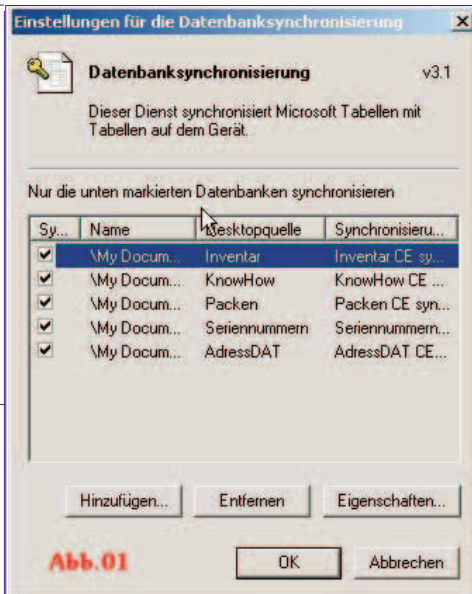 Einstellungen für die Datenbanksynchronisierung
Datenbanksynchronisierung v3.1
Dieser Dienst synchronisiert Microsoft Tabellen mit
Tabellen auf dem Gerät.
Nur die unten markierten Datenbanken synchronisieren
Sy... Name Desktopquelle Synchronisieru...
\My Docum... Inventar Inventar CE sy...
\My Docum... KnowHow KnowHow CE ...
\My Docum... Packen Packen CE syn...
\My Docum... Seriennummern Seriennummern...
\My Docum... AdressDAT AdressDAT CE...
Hinzufügen... Entfernen Eigenschaften...
Abb.01 OK Abbrechen